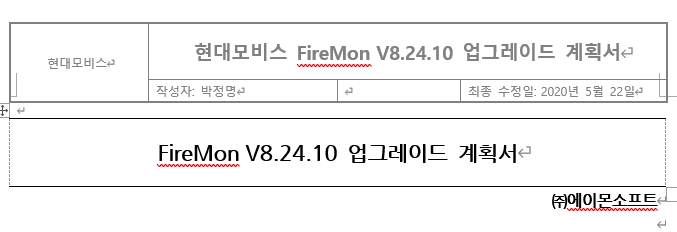 현대모비스
현대모비스 FireMon V8.24.10 업그레이드 계획서
작성자: 박정명
최종 수정일: 2020년 5월 22일
FireMon V8.24.10 업그레이드 계획서
㈜에이몬소프트